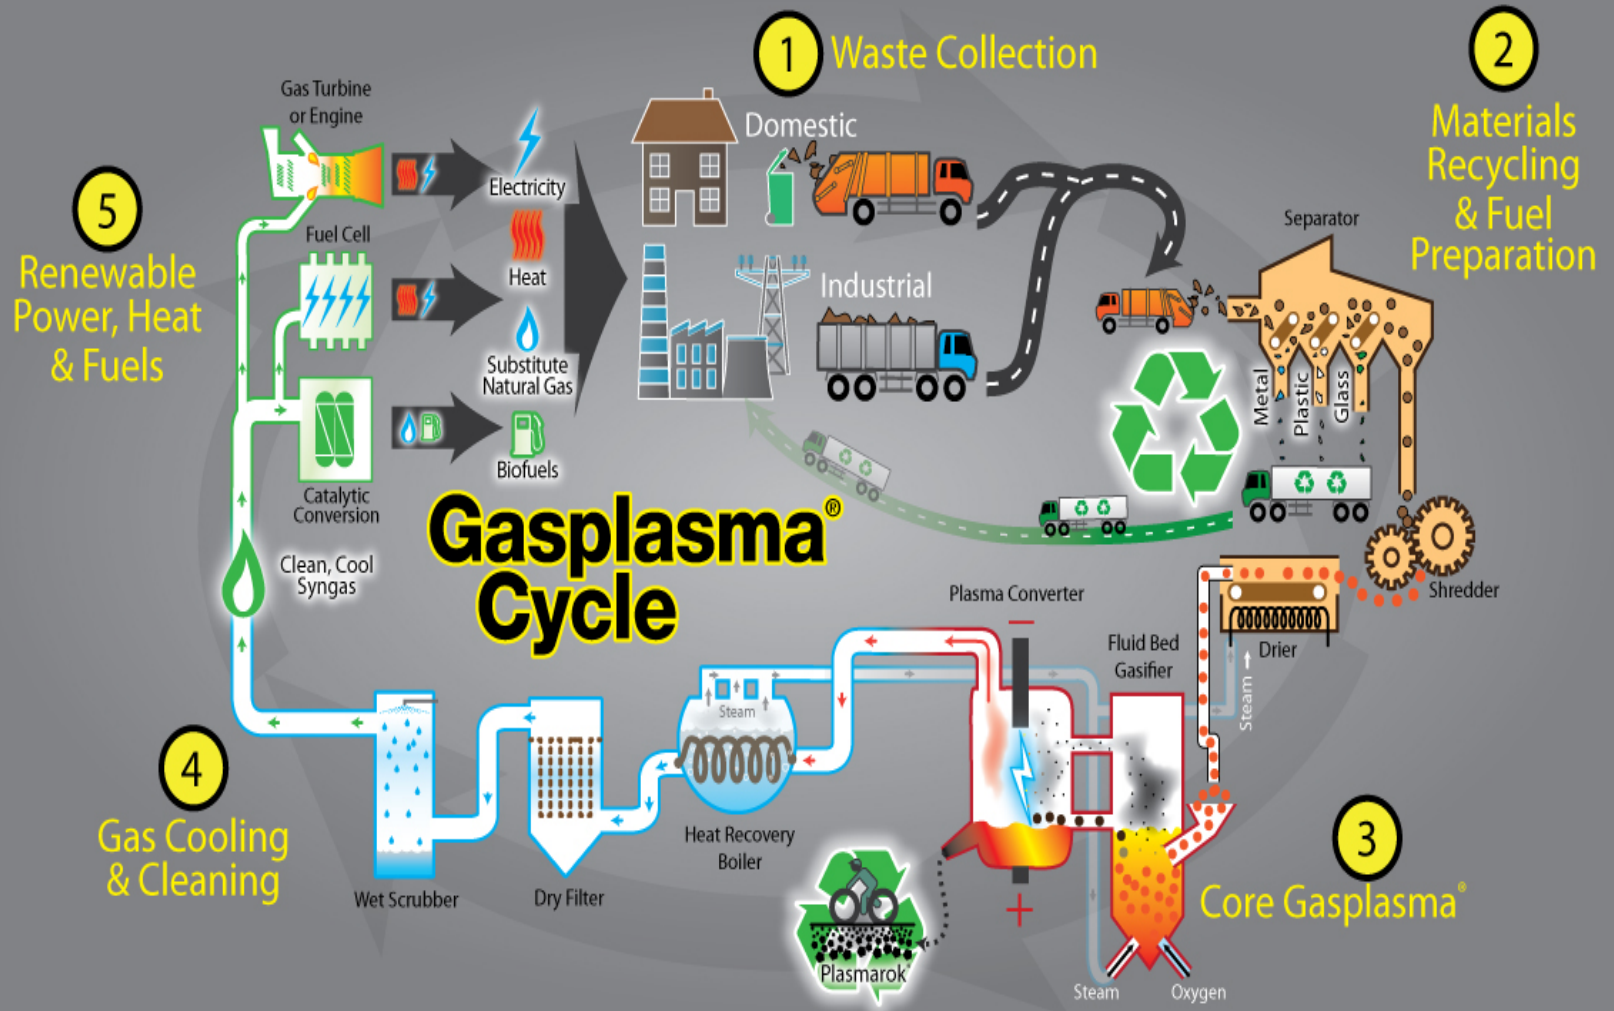 1 Waste Collection
Domestic
Industrial
2
Materials
Recycling
& Fuel
Preparation
Separator
Metal
Plastic
Glass
Shredder
Drier
Steam
3
Core Gasplasma®
Fluid Bed
Gasifier
Plasma Converter
−
+
Steam
Oxygen
Plasmarok
4
Gas Cooling
& Cleaning
Steam
Heat Recovery
Boiler
Dry Filter
Wet Scrubber
Clean, Cool
Syngas
5
Renewable
Power, Heat
& Fuels
Gas Turbine
or Engine
Fuel Cell
Catalytic
Conversion
Electricity
Heat
Substitute
Natural Gas
Biofuels
Gasplasma®
Cycle